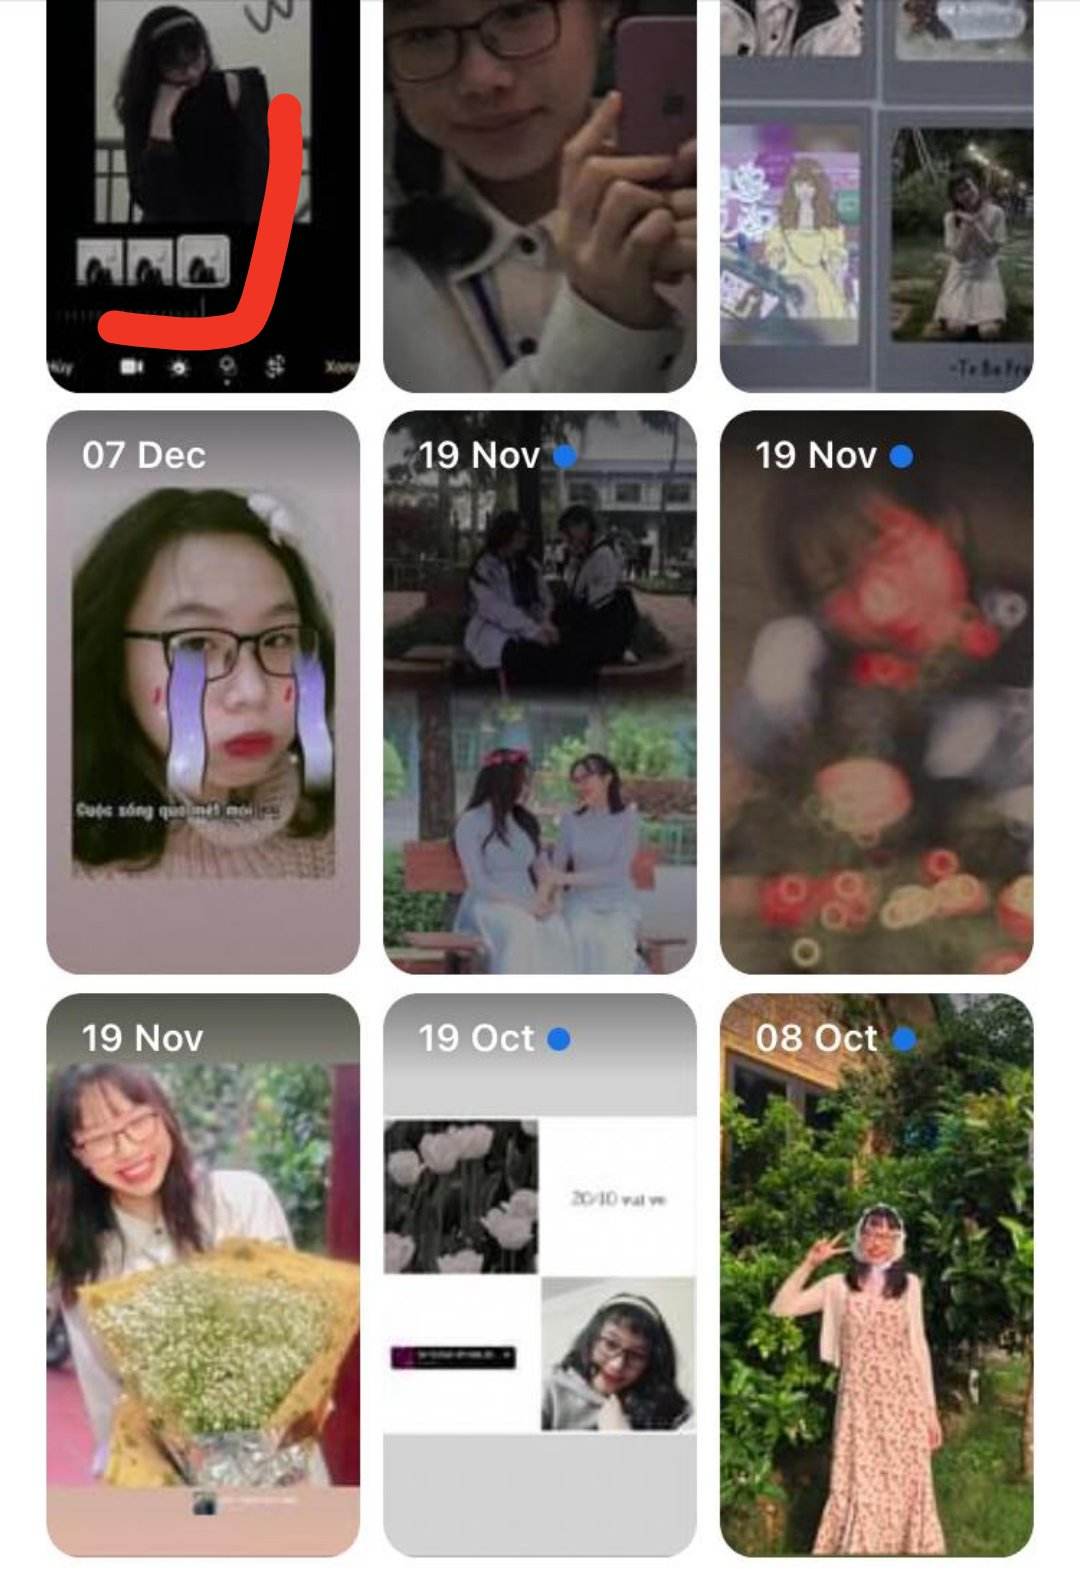 Hủy
Xong
-To Be Fra
07 Dec
19 Nov
19 Nov
Cuộc sống quá mệt mỏi
19 Nov
19 Oct
08 Oct
20/10 vui vẻ